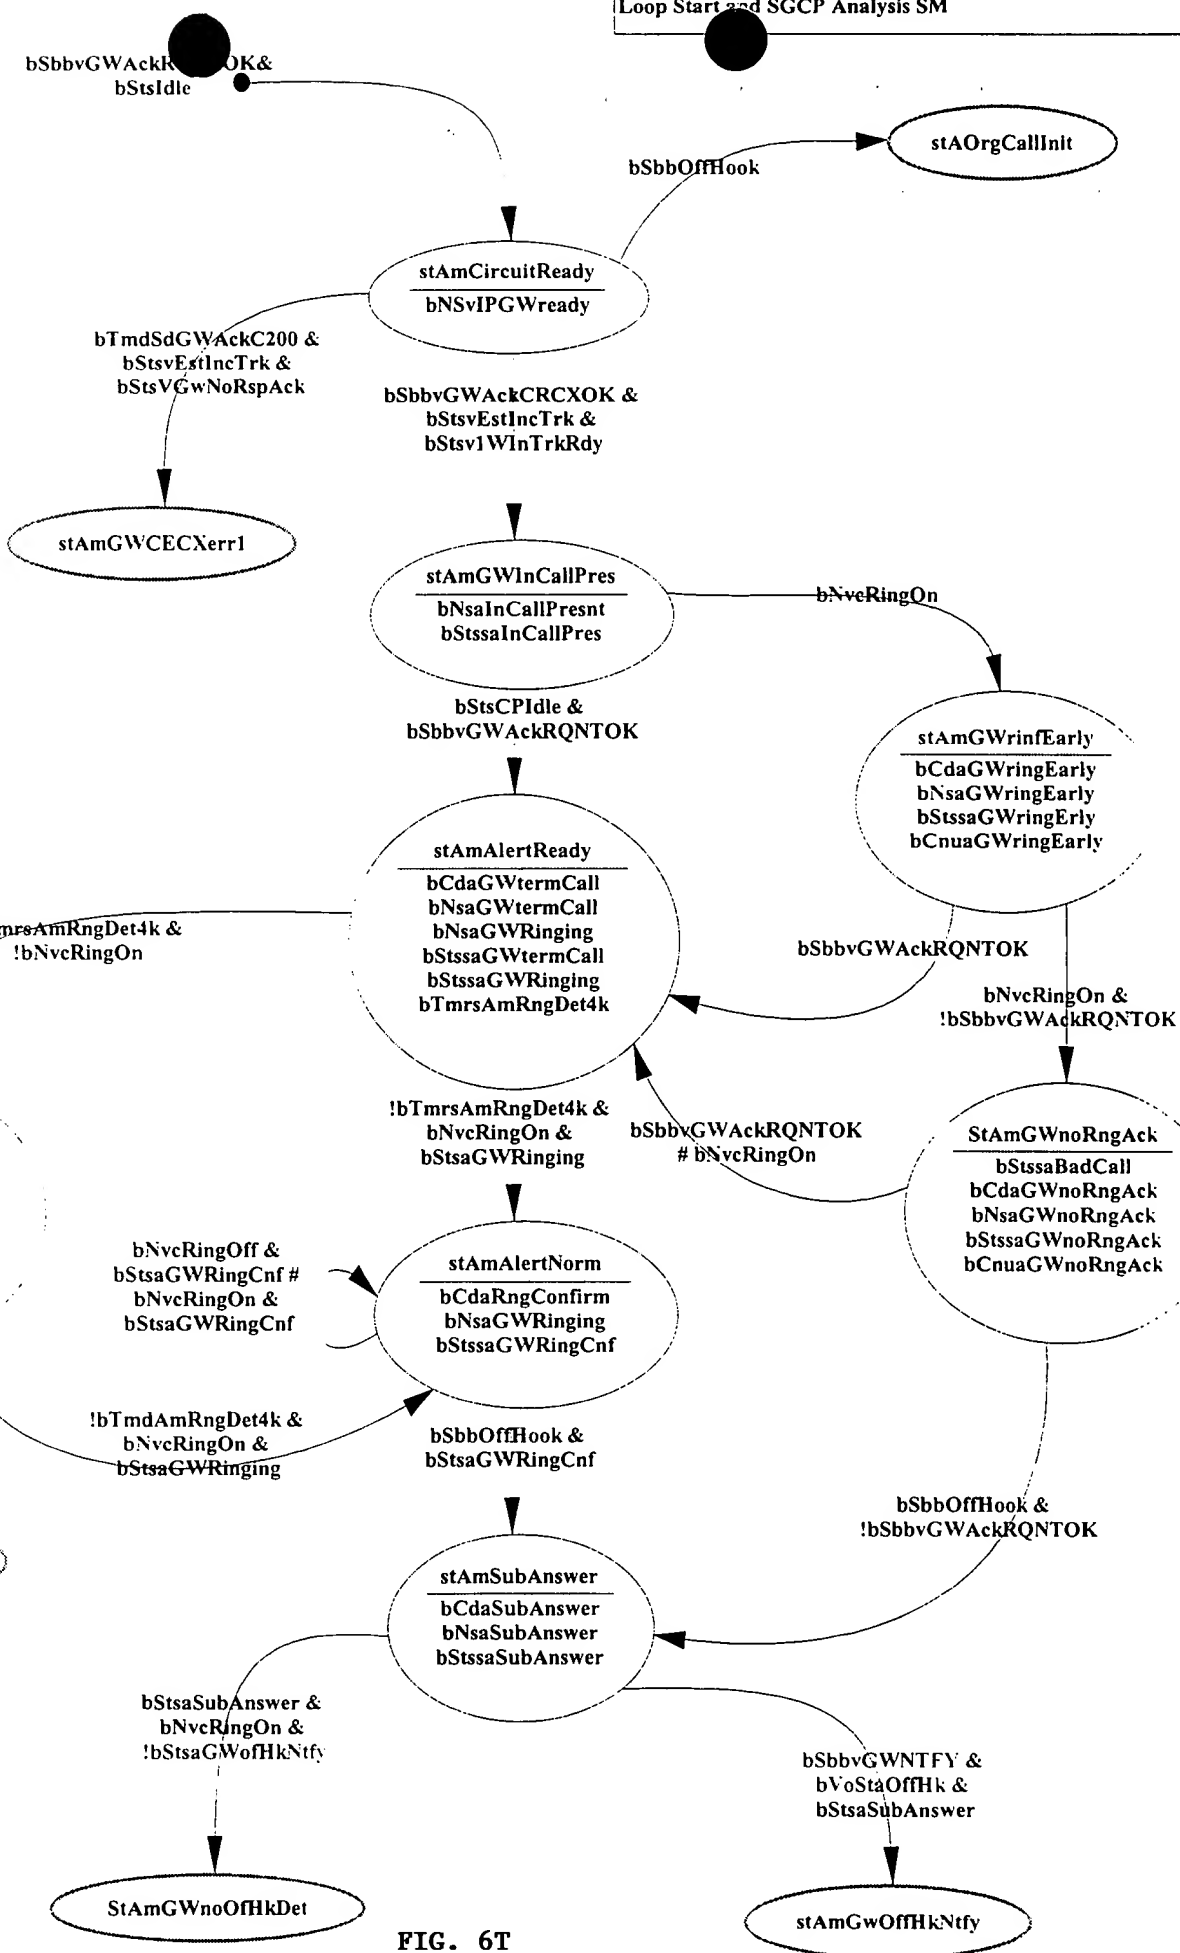 Loop Start and SGCP Analysis SM
bStsIdle
stAOrgCallInit
bSbbOffHook
stAmCircuitReady
bNSvIPGWready
bTmdSdGWAckC200 &
bStsvEstIncTrk &
bStsVGwNoRspAck
bSbbvGWAckCRCXOK &
bStsvEstIncTrk &
bStsv1WInTrkRdy
stAmGWCECXerr1
stAmGWInCallPres
bNsaInCallPresnt
bStssaInCallPres
bNvcRingOn
bStsCPIdle &
bSbbvGWAckRQNTOK
stAmGWrinfEarly
bCdaGWringEarly
bNsaGWringEarly
bStssaGWringErly
bCnuaGWringEarly
stAmAlertReady
bCdaGWtermCall
bNsaGWtermCall
bNsaGWRinging
bStssaGWtermCall
bStssaGWRinging
bTmrsAmRngDet4k
mrsAmRngDet4k &
!bNvcRingOn
bSbbvGWAckRQNTOK
bNvcRingOn &
!bSbbvGWAckRQNTOK
!bTmrsAmRngDet4k &
bNvcRingOn &
bStsaGWRinging
bSbbvGWAckRQNTOK
# bNvcRingOn
StAmGWnoRngAck
bStssaBadCall
bCdaGWnoRngAck
bNsaGWnoRngAck
bStssaGWnoRngAck
bCnuaGWnoRngAck
bNvcRingOff &
bStsaGWRingCnf #
bNvcRingOn &
bStsaGWRingCnf
stAmAlertNorm
bCdaRngConfirm
bNsaGWRinging
bStssaGWRingCnf
!bTmdAmRngDet4k &
bNvcRingOn &
bStsaGWRinging
bSbbOffHook &
bStsaGWRingCnf
bSbbOffHook &
!bSbbvGWAckRQNTOK
stAmSubAnswer
bCdaSubAnswer
bNsaSubAnswer
bStssaSubAnswer
bStsaSubAnswer &
bNvcRingOn &
!bStsaGWofHkNtfy
bSbbvGWNTFY &
bVoStaOffHk &
bStsaSubAnswer
StAmGWnoOfHkDet
stAmGwOffHkNtfy
FIG. 6T